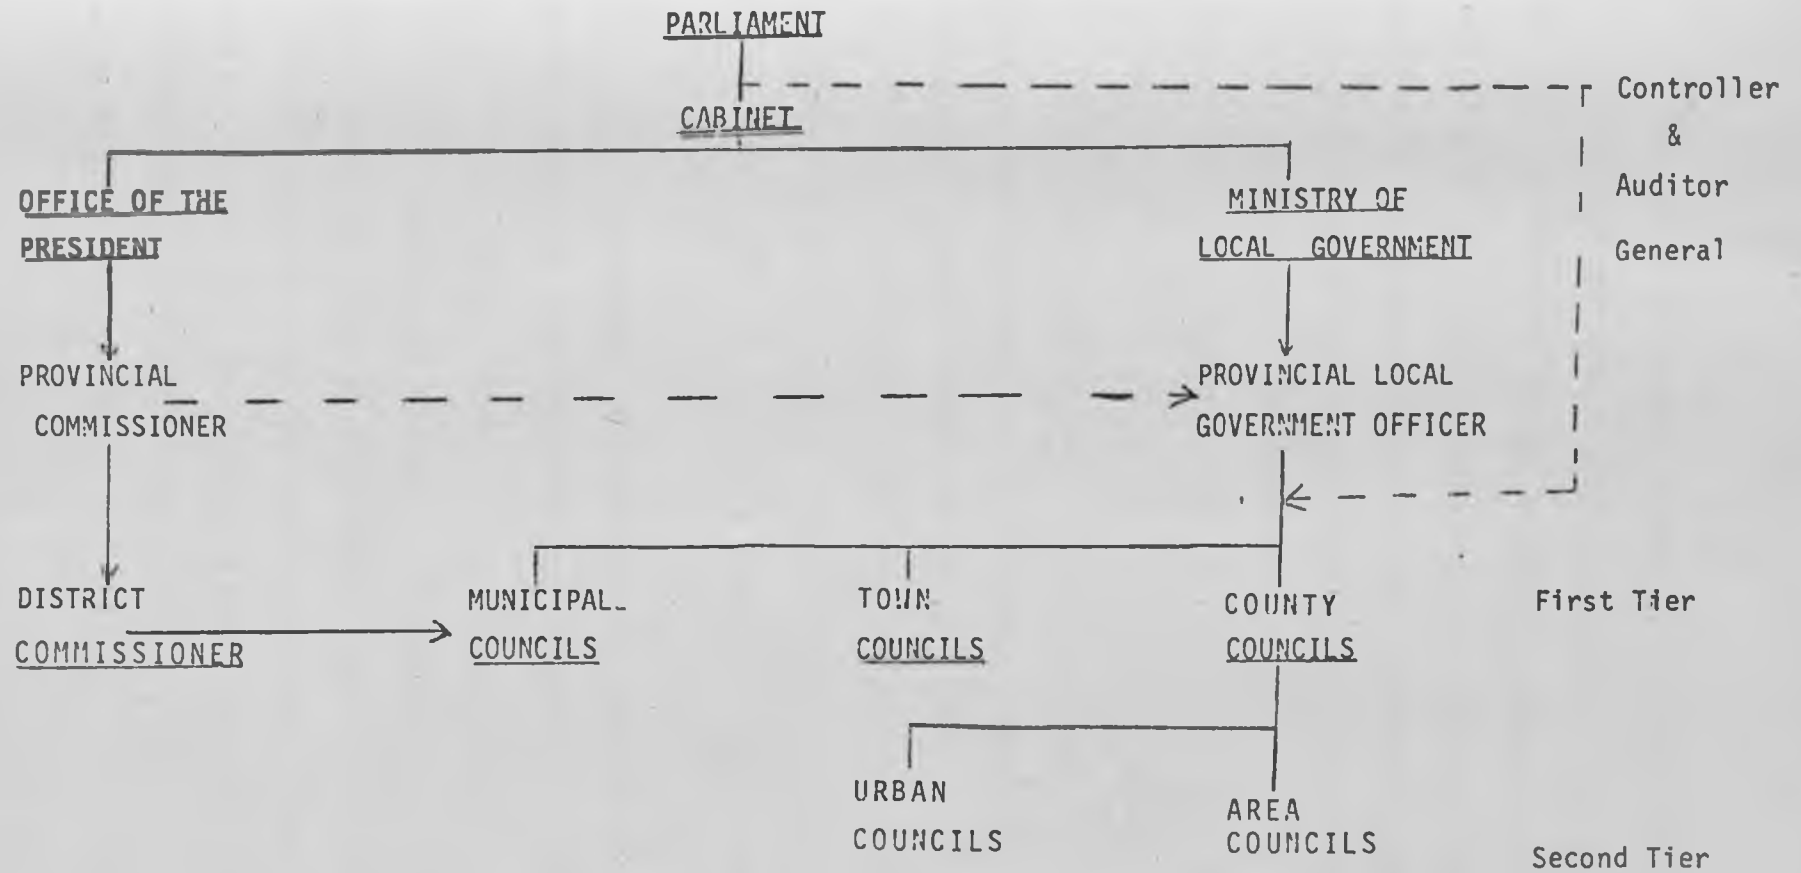 PARLIAMENT
CABINET
Controller
&
Auditor
General
OFFICE OF THE
PRESIDENT
MINISTRY OF
LOCAL GOVERNMENT
PROVINCIAL
COMMISSIONER
PROVINCIAL LOCAL
GOVERNMENT OFFICER
DISTRICT
COMMISSIONER
MUNICIPAL
COUNCILS
TOWN
COUNCILS
COUNTY
COUNCILS
First Tier
URBAN
COUNCILS
AREA
COUNCILS
Second Tier